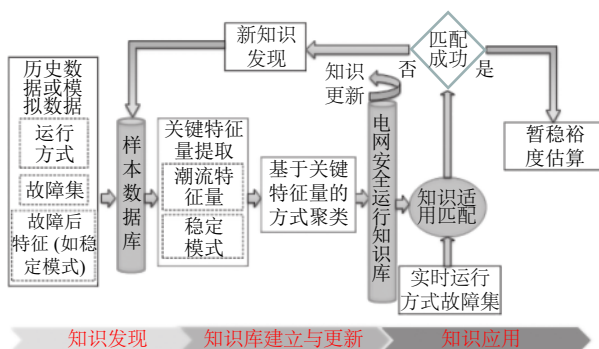 历史数
据或模
拟数据
运行
方式
故障集
故障后
特征 (如稳
定模式)
样本数据库
新知识
发现
关键特征
量提取
潮流特
征量
稳定
模式
基于关键
特征量的
方式聚类
知识
更新
电网安全运行知识库
匹配
成功
否
是
知识适
用匹配
实时运行
方式故障集
暂稳裕
度估算
知识发现
知识库建立与更新
知识应用